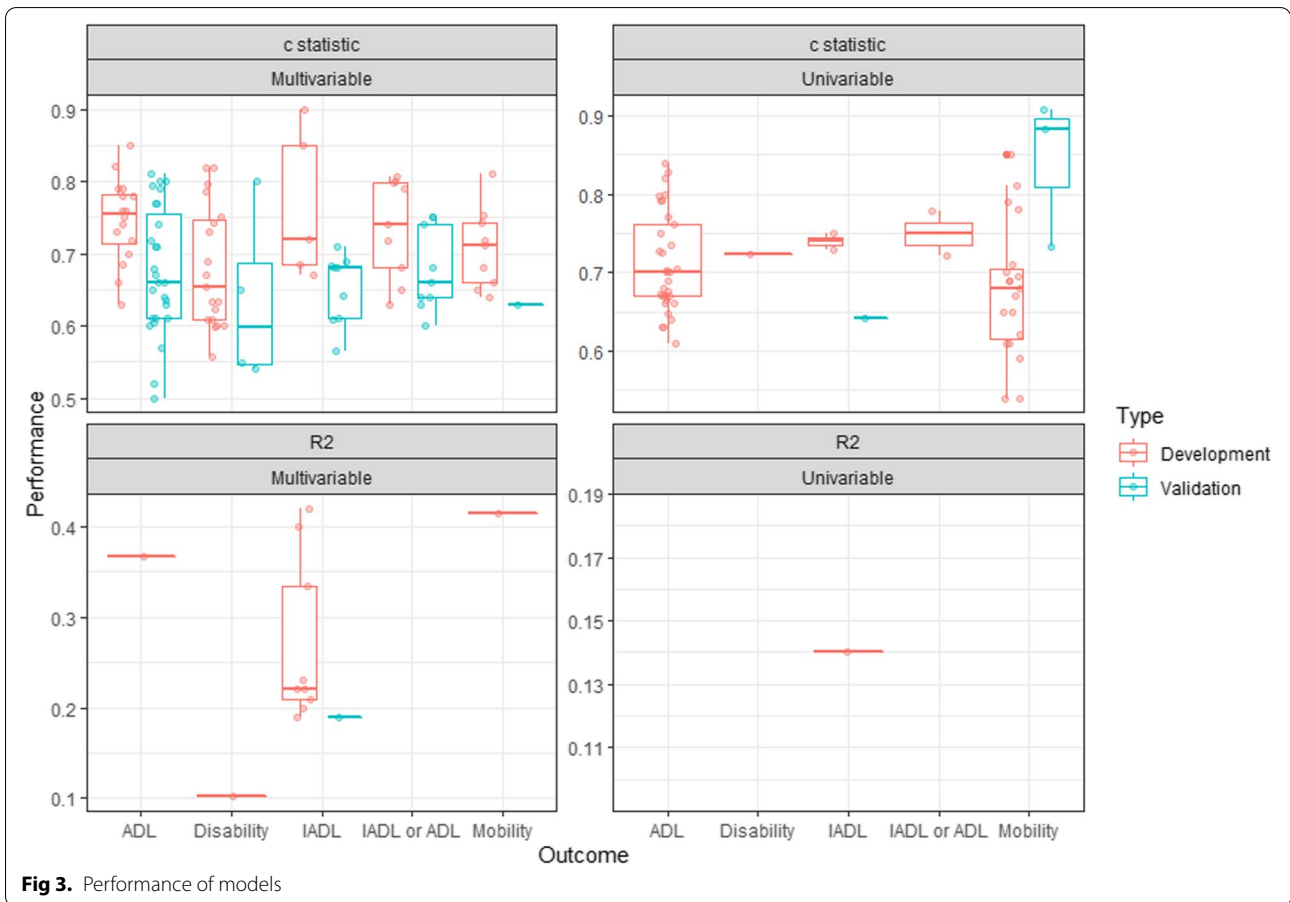 c statistic
Multivariable
0.9
0.8
0.7
0.6
0.5
c statistic
Univariable
0.9
0.8
0.7
0.6
Performance
R2
Multivariable
0.4
0.3
0.2
0.1
ADL Disability IADL IADL or ADL Mobility
R2
Univariable
0.19
0.17
0.15
0.13
0.11
ADL Disability IADL IADL or ADL Mobility
Outcome
Type
Development
Validation
Fig 3. Performance of models